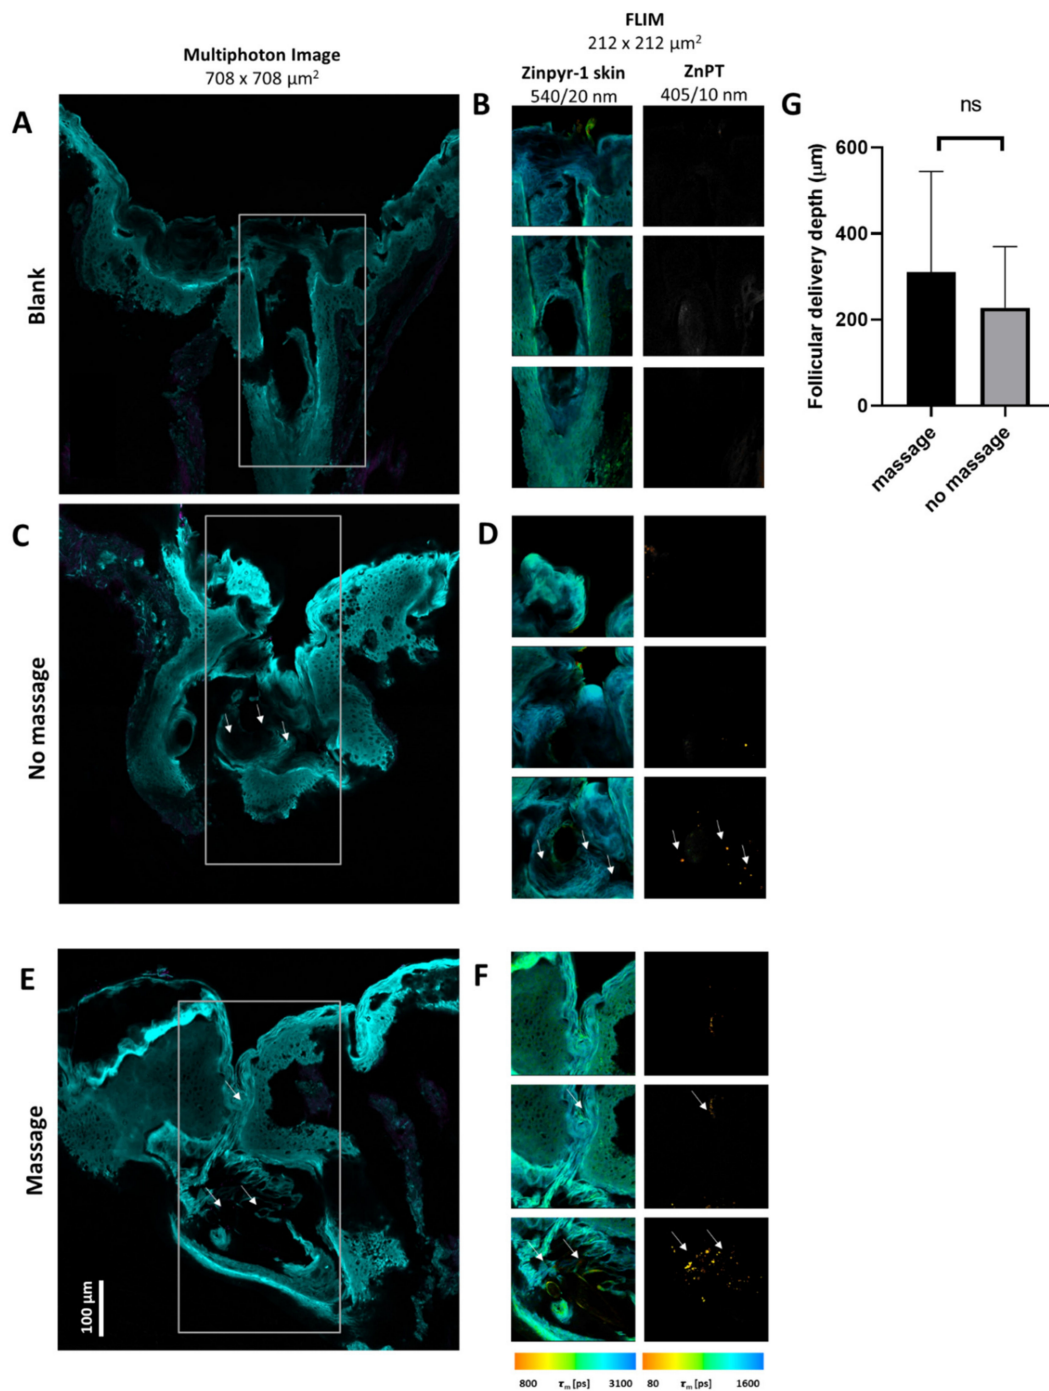 FLIM
212 x 212 µm²
Multiphoton Image
708 x 708 µm²
Zinpyr-1 skin
540/20 nm
ZnPT
405/10 nm
A
B
G
Blank
ns
Follicular delivery depth (µm)
600
400
200
0
massage
no massage
C
D
No massage
E
F
Massage
100 µm
800 τm [ps] 3100
80 τm [ps] 1600